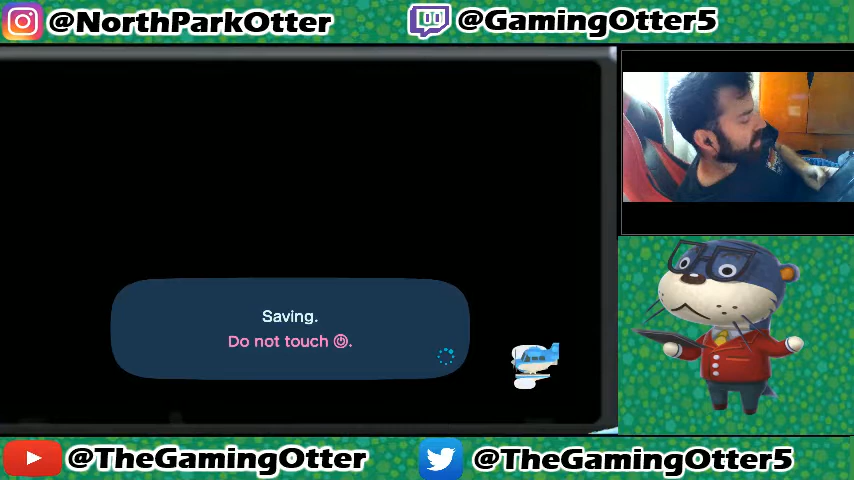 @NorthParkOtter
@GamingOtter5
Saving.
Do not touch
@TheGamingOtter
@TheGamingOtter5